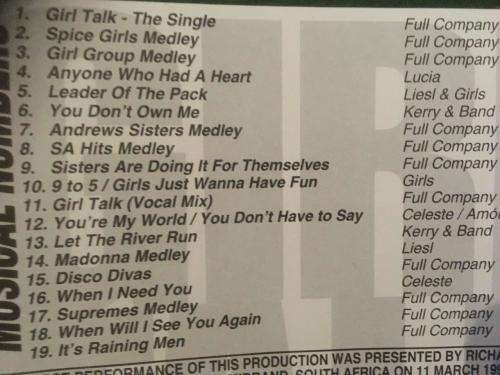 MUSICAL NUMBERS
1. Girl Talk - The Single Full Company
2. Spice Girls Medley Full Company
3. Girl Group Medley Full Company
4. Anyone Who Had A Heart Lucia
5. Leader Of The Pack Liesl & Girls
6. You Don't Own Me Kerry & Band
7. Andrews Sisters Medley Full Company
8. SA Hits Medley Full Company
9. Sisters Are Doing It For Themselves Full Company
10. 9 to 5 / Girls Just Wanna Have Fun Girls
11. Girl Talk (Vocal Mix) Full Company
12. You're My World / You Don't Have to Say Celeste /
13. Let The River Run Kerry & Band
14. Madonna Medley Liesl
15. Disco Divas Full Company
16. When I Need You Celeste
17. Supremes Medley Full Company
18. When Will I See You Again Full Company
19. It's Raining Men Full Company
PERFORMANCE OF THIS PRODUCTION WAS PRESENTED BY
SOUTH AFRICA ON 11 MARCH